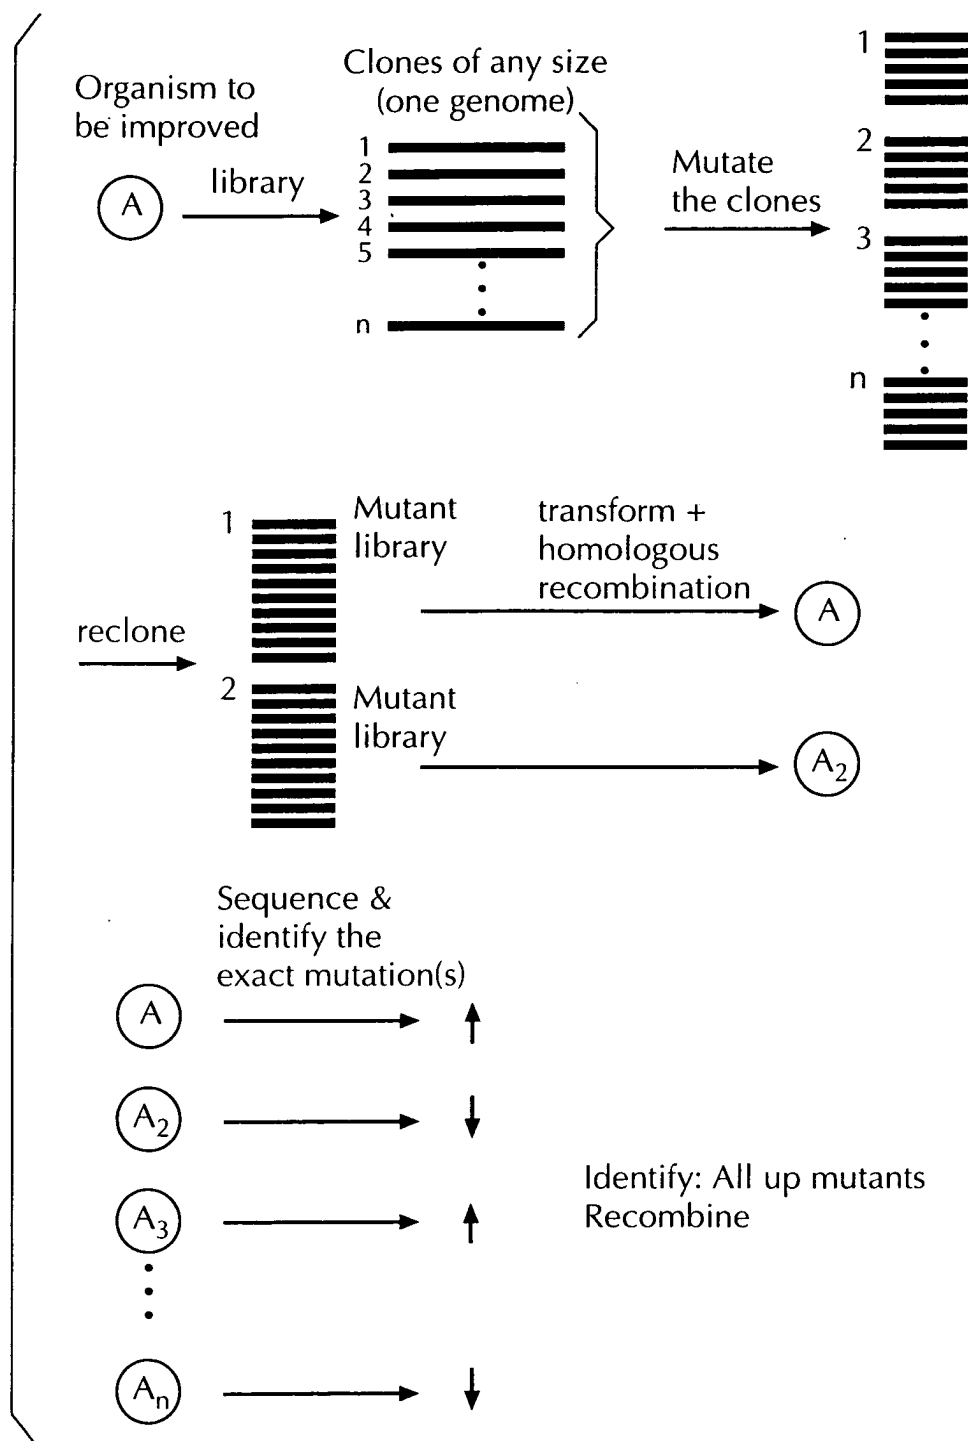 Organism to
be improved
A
library
Clones of any size
(one genome)
1
2
3
4
5
n
Mutate
the clones
1
2
3
n
reclone
1
Mutant
library
transform +
homologous
recombination
A
2
Mutant
library
A2
Sequence &
identify the
exact mutation(s)
A
A2
A3
An
Identify: All up mutants
Recombine